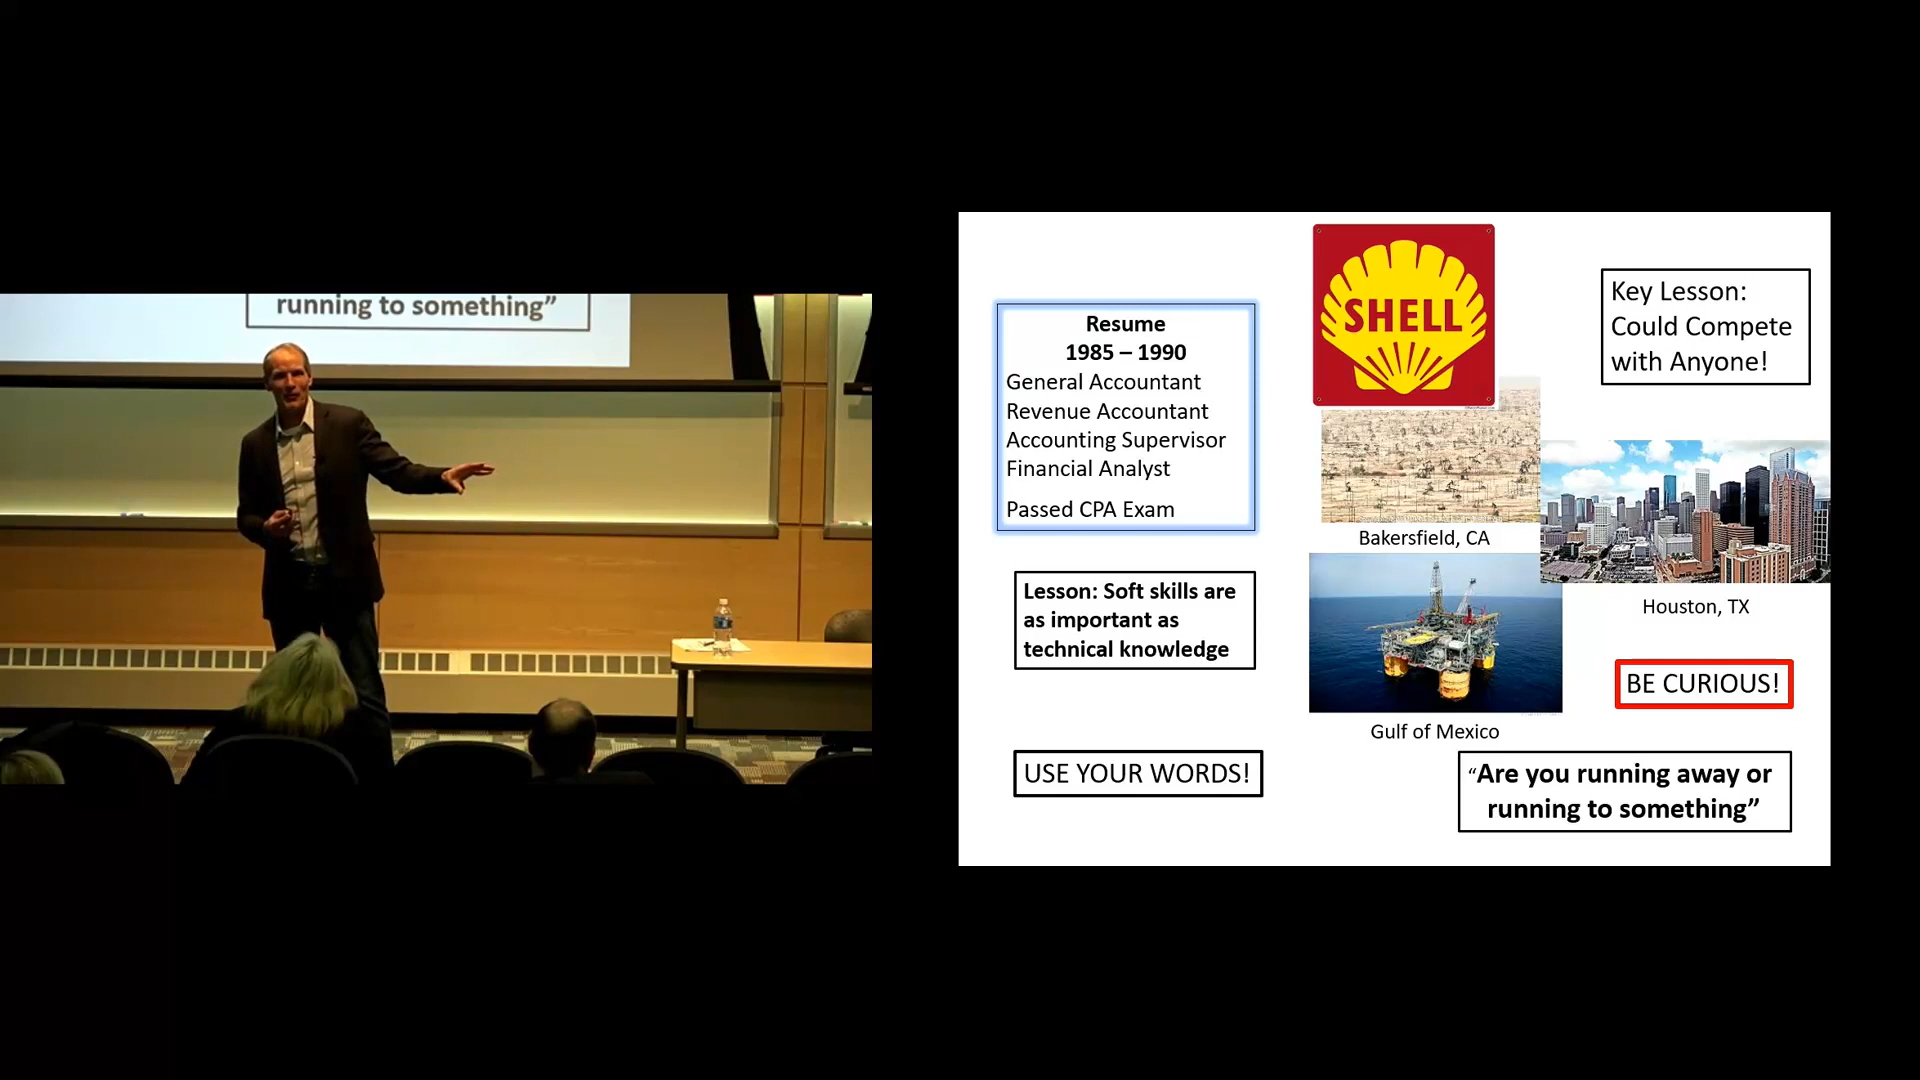 running to something”
SHELL
Resume
1985 – 1990
General Accountant
Revenue Accountant
Accounting Supervisor
Financial Analyst
Passed CPA Exam
Key Lesson:
Could Compete
with Anyone!
Bakersfield, CA
Houston, TX
Lesson: Soft skills are
as important as
technical knowledge
Gulf of Mexico
BE CURIOUS!
USE YOUR WORDS!
“Are you running away or
running to something”